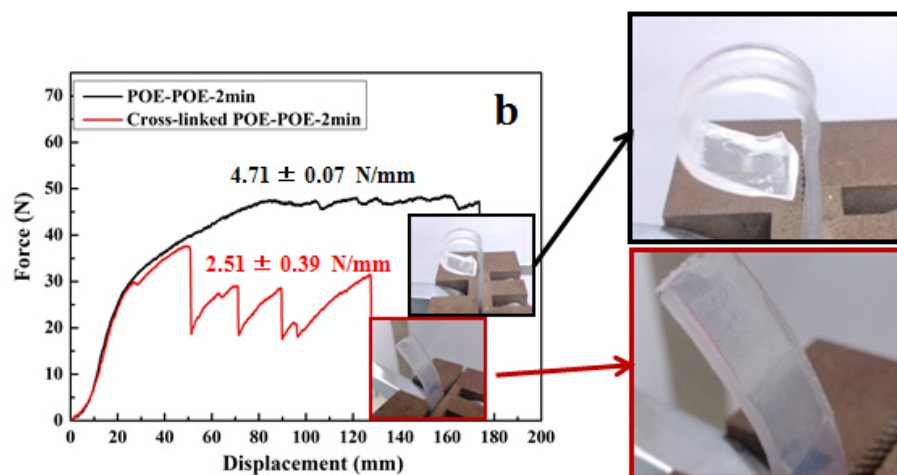 70
60
50
40
30
20
10
0
Force (N)
POE-POE-2min
Cross-linked POE-POE-2min
b
4.71 ± 0.07 N/mm
2.51 ± 0.39 N/mm
0 20 40 60 80 100 120 140 160 180 200
Displacement (mm)